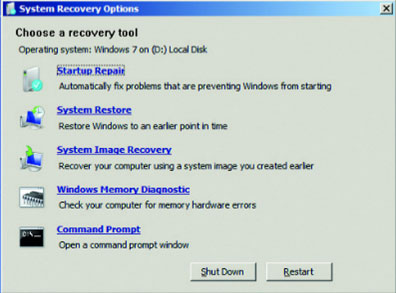 System Recovery Options
Choose a recovery tool
Operating system: Windows 7 on (D:) Local Disk
Startup Repair
Automatically fix problems that are preventing Windows from starting
System Restore
Restore Windows to an earlier point in time
System Image Recovery
Recover your computer using a system image you created earlier
Windows Memory Diagnostic
Check your computer for memory hardware errors
Command Prompt
Open a command prompt window
Shut Down
Restart